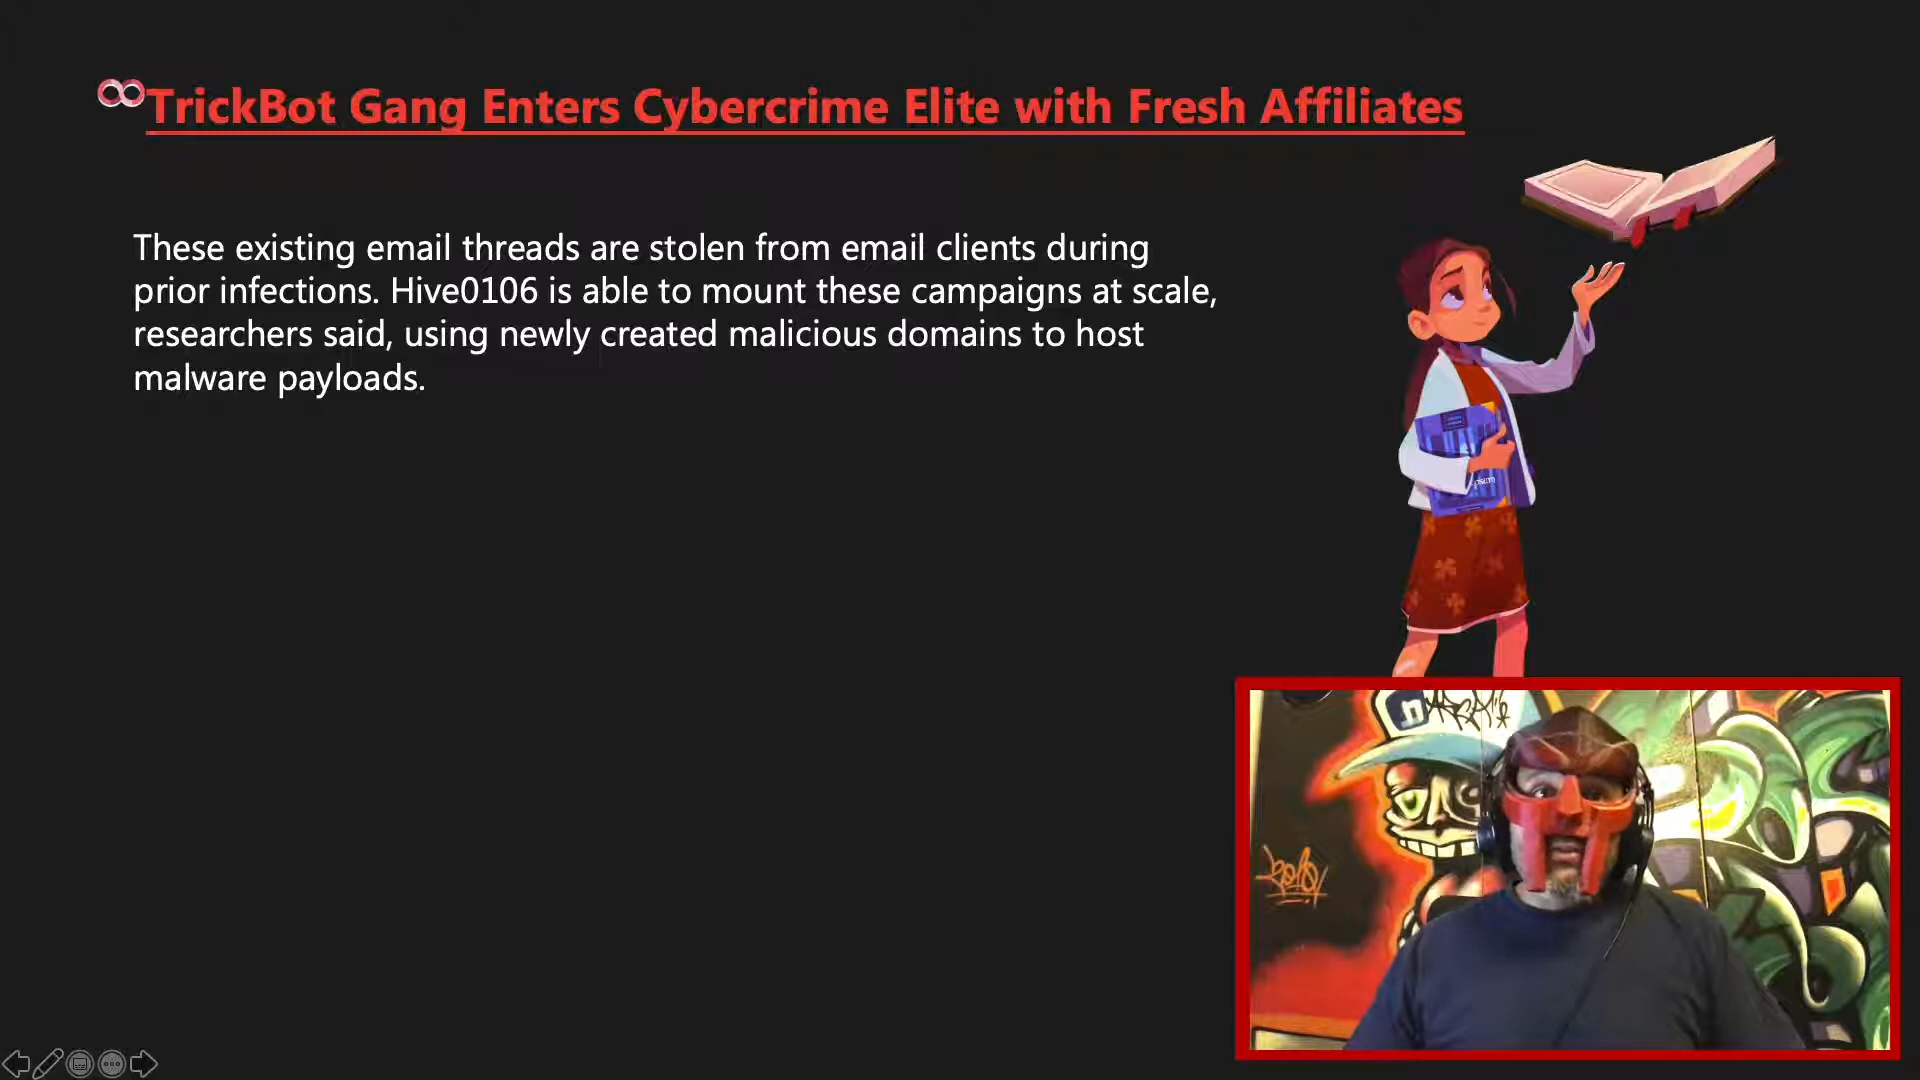 TrickBot Gang Enters Cybercrime Elite with Fresh Affiliates
These existing email threads are stolen from email clients during
prior infections. Hive0106 is able to mount these campaigns at scale,
researchers said, using newly created malicious domains to host
malware payloads.